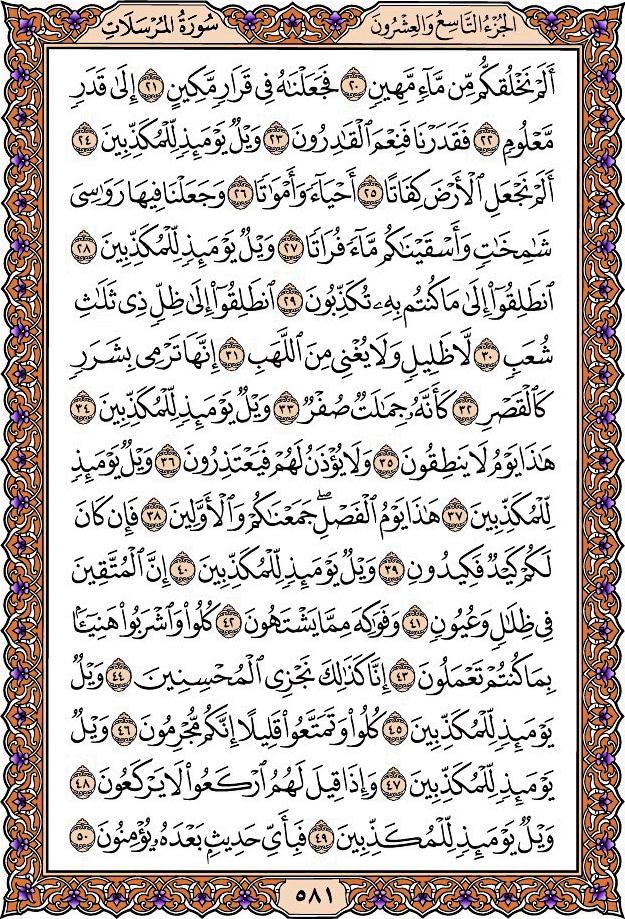 الجُزْءُ التَّاسِعُ وَالعِشْرُونَ
سُورَةُ المُرْسَلَاتِ
أَلَمْ نَخْلُقكُّم مِّن مَّآءٍ مَّهِينٍ ٢٠ فَجَعَلْنَٰهُ فِى قَرَارٍ مَّكِينٍ ٢١ إِلَىٰ قَدَرٍ
مَّعْلُومٍ ٢٢ فَقَدَرْنَا فَنِعْمَ ٱلْقَٰدِرُونَ ٢٣ وَيْلٌ يَوْمَئِذٍ لِّلْمُكَذِّبِينَ ٢٤
أَلَمْ نَجْعَلِ ٱلْأَرْضَ كِفَاتًا ٢٥ أَحْيَآءً وَأَمْوَٰتًا ٢٦ وَجَعَلْنَا فِيهَا رَوَٰسِىَ
شَٰمِخَٰتٍ وَأَسْقَيْنَٰكُم مَّآءً فُرَاتًا ٢٧ وَيْلٌ يَوْمَئِذٍ لِّلْمُكَذِّبِينَ ٢٨
ٱنطَلِقُوٓا۟ إِلَىٰ مَا كُنتُم بِهِۦ تُكَذِّبُونَ ٢٩ ٱنطَلِقُوٓا۟ إِلَىٰ ظِلٍّ ذِى ثَلَٰثِ
شُعَبٍ ٣٠ لَّا ظَلِيلٍ وَلَا يُغْنِى مِنَ ٱللَّهَبِ ٣١ إِنَّهَا تَرْمِى بِشَرَرٍ
كَٱلْقَصْرِ ٣٢ كَأَنَّهُۥ جِمَٰلَتٌ صُفْرٌ ٣٣ وَيْلٌ يَوْمَئِذٍ لِّلْمُكَذِّبِينَ ٣٤
هَٰذَا يَوْمُ لَا يَنطِقُونَ ٣٥ وَلَا يُؤْذَنُ لَهُمْ فَيَعْتَذِرُونَ ٣٦ وَيْلٌ يَوْمَئِذٍ
لِّلْمُكَذِّبِينَ ٣٧ هَٰذَا يَوْمُ ٱلْفَصْلِ ۖ جَمَعْنَٰكُمْ وَٱلْأَوَّلِينَ ٣٨ فَإِن كَانَ
لَكُمْ كَيْدٌ فَكِيدُونِ ٣٩ وَيْلٌ يَوْمَئِذٍ لِّلْمُكَذِّبِينَ ٤٠ إِنَّ ٱلْمُتَّقِينَ
فِى ظِلَٰلٍ وَعُيُونٍ ٤١ وَفَوَٰكِهَ مِمَّا يَشْتَهُونَ ٤٢ كُلُوا۟ وَٱشْرَبُوا۟ هَنِيٓـًٔۢا
بِمَا كُنتُمْ تَعْمَلُونَ ٤٣ إِنَّا كَذَٰلِكَ نَجْزِى ٱلْمُحْسِنِينَ ٤٤ وَيْلٌ
يَوْمَئِذٍ لِّلْمُكَذِّبِينَ ٤٥ كُلُوا۟ وَتَمَتَّعُوا۟ قَلِيلًا إِنَّكُم مُّجْرِمُونَ ٤٦ وَيْلٌ
يَوْمَئِذٍ لِّلْمُكَذِّبِينَ ٤٧ وَإِذَا قِيلَ لَهُمُ ٱرْكَعُوا۟ لَا يَرْكَعُونَ ٤٨
وَيْلٌ يَوْمَئِذٍ لِّلْمُكَذِّبِينَ ٤٩ فَبِأَىِّ حَدِيثٍۭ بَعْدَهُۥ يُؤْمِنُونَ ٥٠
٥٨١